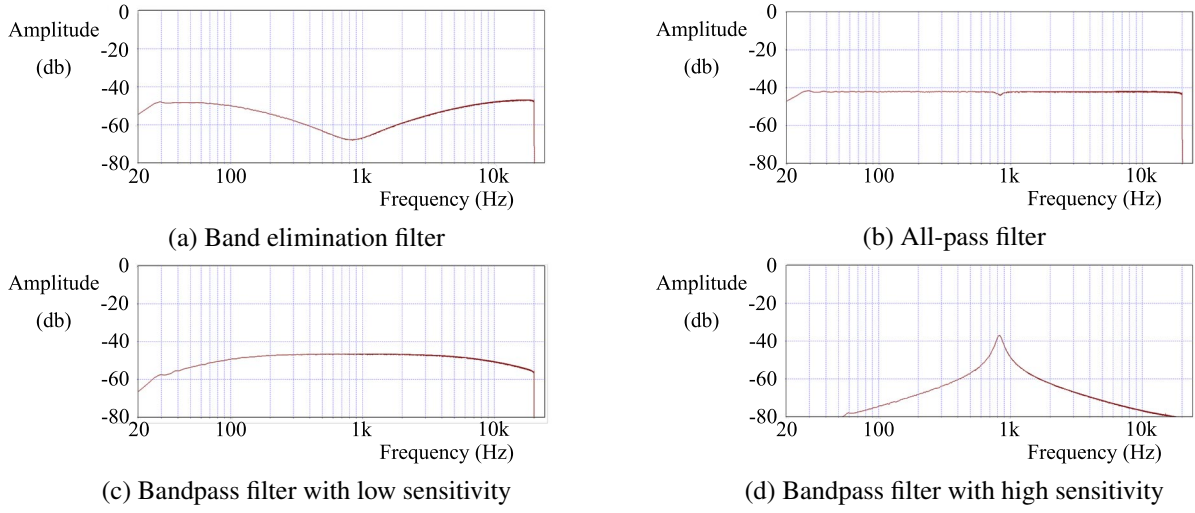 0
Amplitude
-20
(db)
-40
-60
-80
20 100 1k 10k
Frequency (Hz)
(a) Band elimination filter
0
Amplitude
-20
(db)
-40
-60
-80
20 100 1k 10k
Frequency (Hz)
(b) All-pass filter
0
Amplitude
-20
(db)
-40
-60
-80
20 100 1k 10k
Frequency (Hz)
(c) Bandpass filter with low sensitivity
0
Amplitude
-20
(db)
-40
-60
-80
20 100 1k 10k
Frequency (Hz)
(d) Bandpass filter with high sensitivity